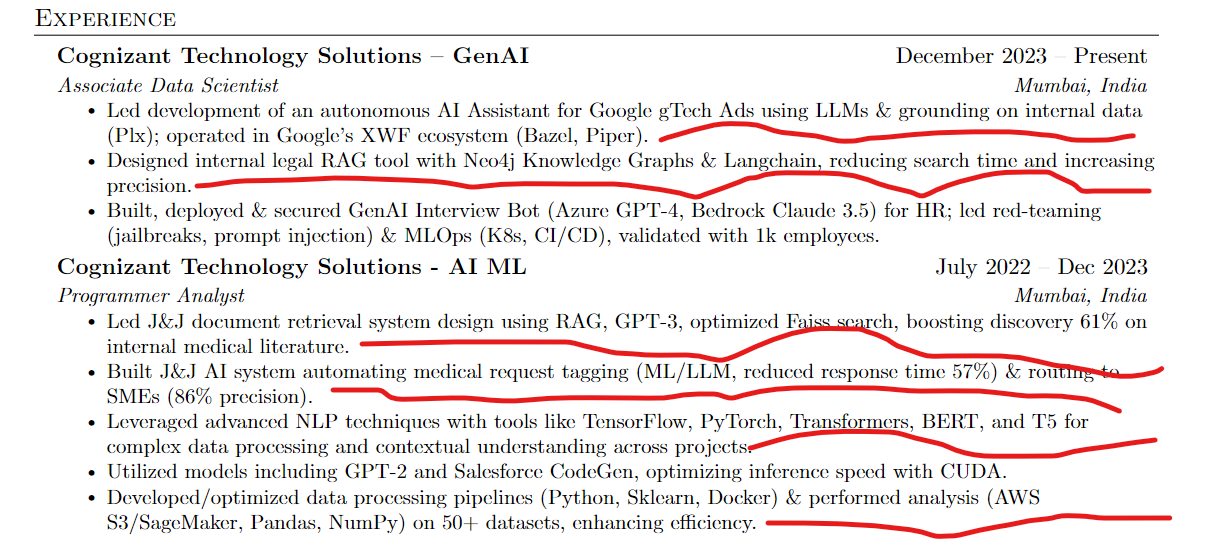 EXPERIENCE
Cognizant Technology Solutions – GenAI December 2023 – Present
Associate Data Scientist Mumbai, India
• Led development of an autonomous AI Assistant for Google gTech Ads using LLMs & grounding on internal data
(Plx); operated in Google's XWF ecosystem (Bazel, Piper).
• Designed internal legal RAG tool with Neo4j Knowledge Graphs & Langchain, reducing search time and increasing
precision.
• Built, deployed & secured GenAI Interview Bot (Azure GPT-4, Bedrock Claude 3.5) for HR; led red-teaming
(jailbreaks, prompt injection) & MLOps (K8s, CI/CD), validated with 1k employees.
Cognizant Technology Solutions - AI ML July 2022 – Dec 2023
Programmer Analyst Mumbai, India
• Led J&J document retrieval system design using RAG, GPT-3, optimized Faiss search, boosting discovery 61% on
internal medical literature.
• Built J&J AI system automating medical request tagging (ML/LLM, reduced response time 57%) & routing to
SMEs (86% precision).
• Leveraged advanced NLP techniques with tools like TensorFlow, PyTorch, Transformers, BERT, and T5 for
complex data processing and contextual understanding across projects.
• Utilized models including GPT-2 and Salesforce CodeGen, optimizing inference speed with CUDA.
• Developed/optimized data processing pipelines (Python, Sklearn, Docker) & performed analysis (AWS
S3/SageMaker, Pandas, NumPy) on 50+ datasets, enhancing efficiency.